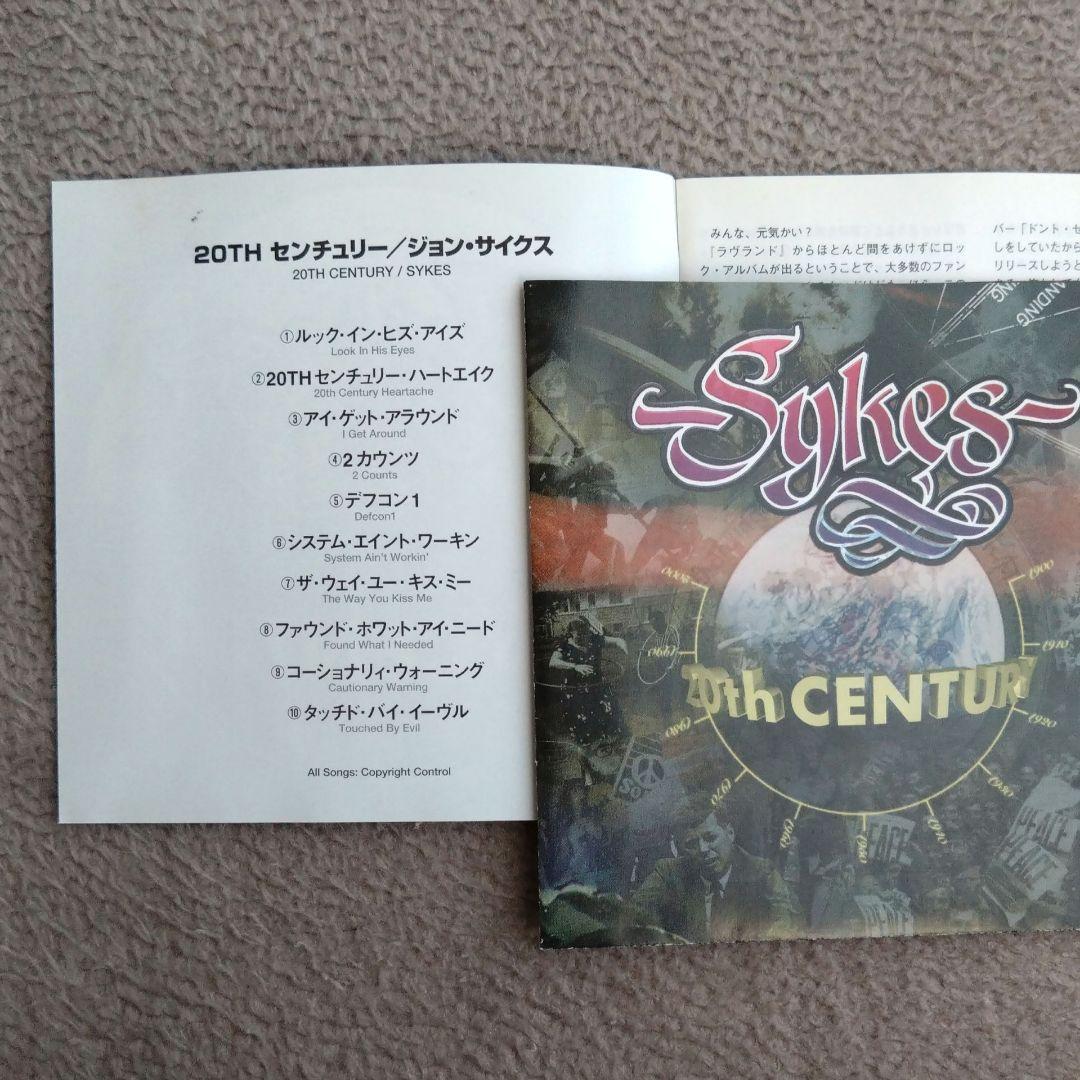 20TH センチュリー／ジョン・サイクス
20TH CENTURY / SYKES
①ルック・イン・ヒズ・アイズ
Look In His Eyes
②20THセンチュリー・ハートエイク
20th Century Heartache
③アイ・ゲット・アラウンド
I Get Around
④2カウンツ
2 Counts
⑤デフコン1
Defcon1
⑥システム・エイント・ワーキン
System Ain't Workin'
⑦ザ・ウェイ・ユー・キス・ミー
The Way You Kiss Me
⑧ファウンド・ホワット・アイ・ニード
Found What I Needed
⑨コーショナリィ・ウォーニング
Cautionary Warning
⑩タッチド・バイ・イーヴル
Touched By Evil
All Songs: Copyright Control
みんな、元気かい？
『ラヴランド』からほとんど間をあけずにロッ
ク・アルバムが出るということで、大多数のファン
バー「ドント・セ
しをしていたから
リリースしようと
Sykes
20th CENTURY
1900
1910
1920
1930
1940
1950
1960
1970
1980
1990
2000
PEACE
PEACE
PEACE
PEACE